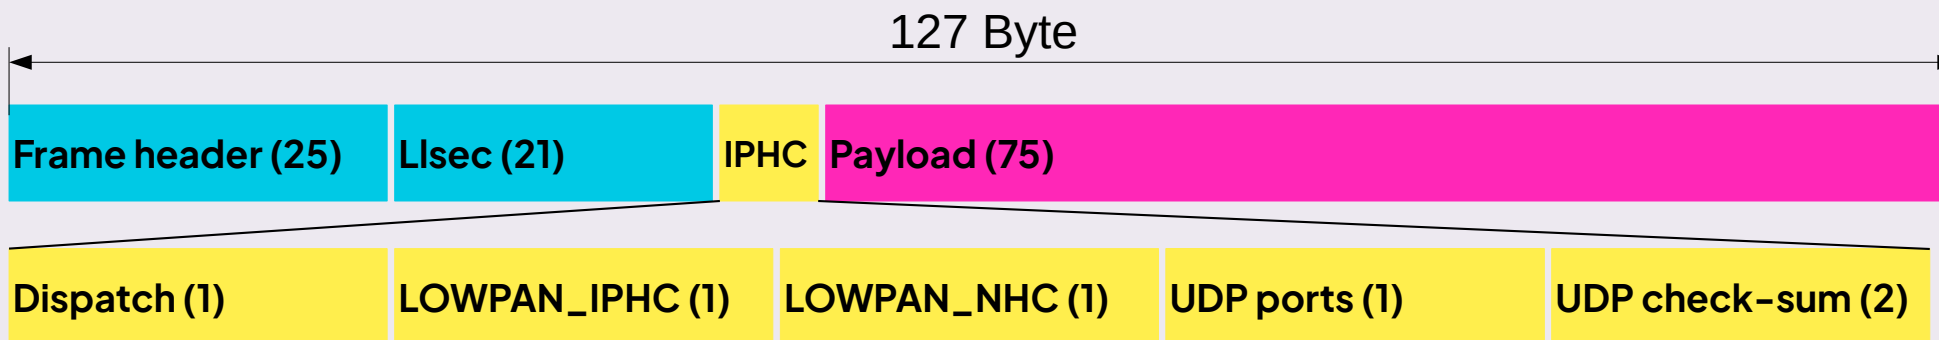 127 Byte
Frame header (25) Llsec (21) IPHC Payload (75)
Dispatch (1) LOWPAN_IPHC (1) LOWPAN_NHC (1) UDP ports (1) UDP check-sum (2)